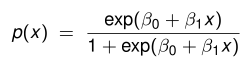 p(x) = exp(β₀ + β₁x) / 1 + exp(β₀ + β₁x)